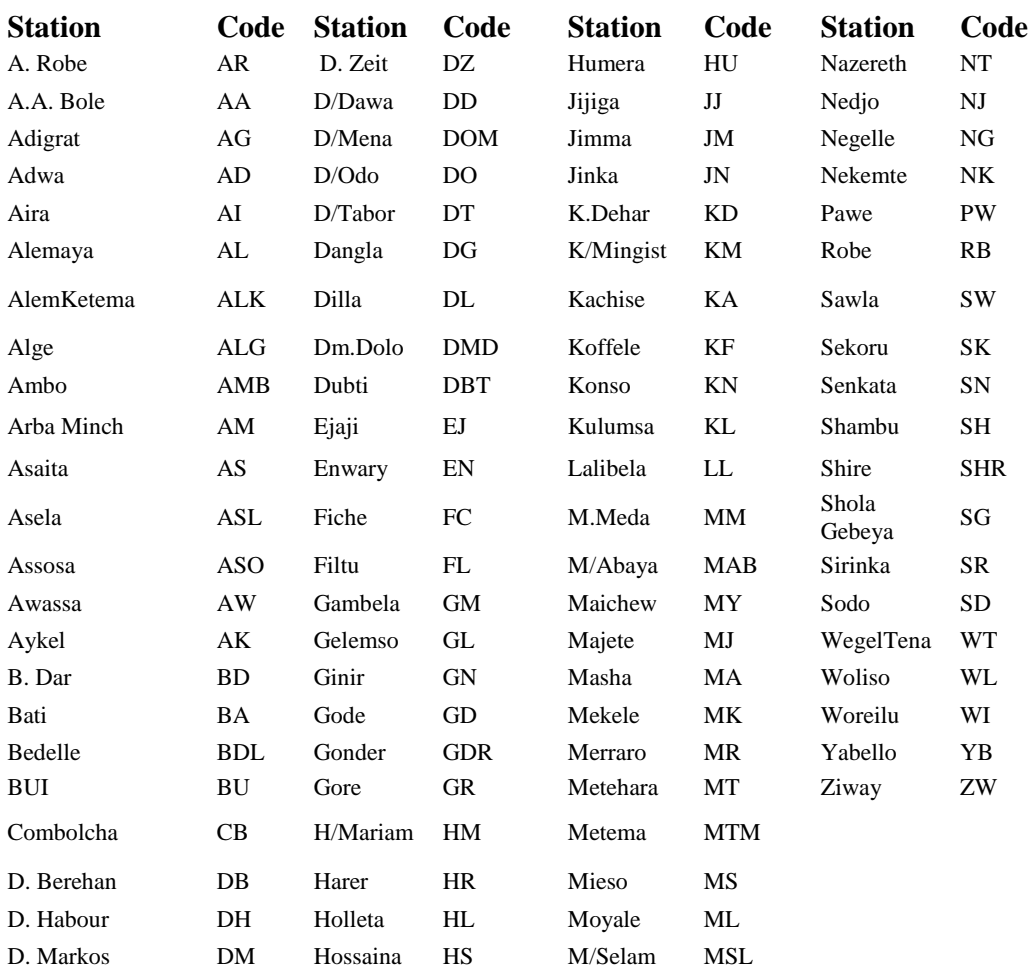 Station Code Station Code Station Code Station Code
A. Robe AR D. Zeit DZ Humera HU Nazereth NT
A.A. Bole AA D/Dawa DD Jijiga JJ Nedjo NJ
Adigrat AG D/Mena DOM Jimma JM Negelle NG
Adwa AD D/Odo DO Jinka JN Nekemte NK
Aira AI D/Tabor DT K.Dehar KD Pawe PW
Alemaya AL Dangla DG K/Mingist KM Robe RB
AlemKetema ALK Dilla DL Kachise KA Sawla SW
Alge ALG Dm.Dolo DMD Koffele KF Sekoru SK
Ambo AMB Dubti DBT Konso KN Senkata SN
Arba Minch AM Ejaji EJ Kulumsa KL Shambu SH
Asaita AS Enwary EN Lalibela LL Shire SHR
Asela ASL Fiche FC M.Meda MM Shola Gebeya SG
Assosa ASO Filtu FL M/Abaya MAB Sirinka SR
Awassa AW Gambela GM Maichew MY Sodo SD
Aykel AK Gelemso GL Majete MJ WegelTena WT
B. Dar BD Ginir GN Masha MA Woliso WL
Bati BA Gode GD Mekele MK Woreilu WI
Bedelle BDL Gonder GDR Merraro MR Yabello YB
BUI BU Gore GR Metehara MT Ziway ZW
Combolcha CB H/Mariam HM Metema MTM
D. Berehan DB Harer HR Mieso MS
D. Habour DH Holleta HL Moyale ML
D. Markos DM Hossaina HS M/Selam MSL